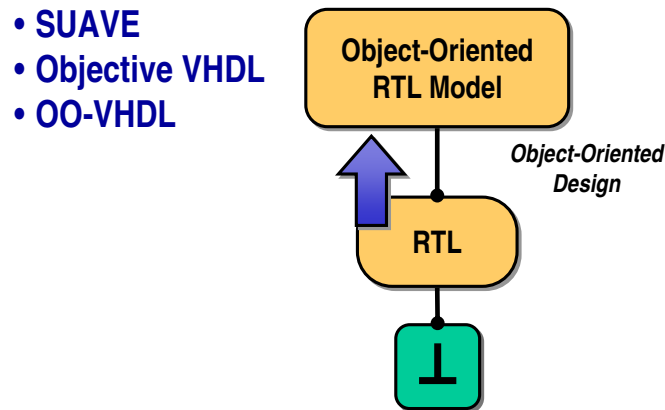 • SUAVE
• Objective VHDL
• OO-VHDL
Object-Oriented
RTL Model
Object-Oriented
Design
RTL
⊥